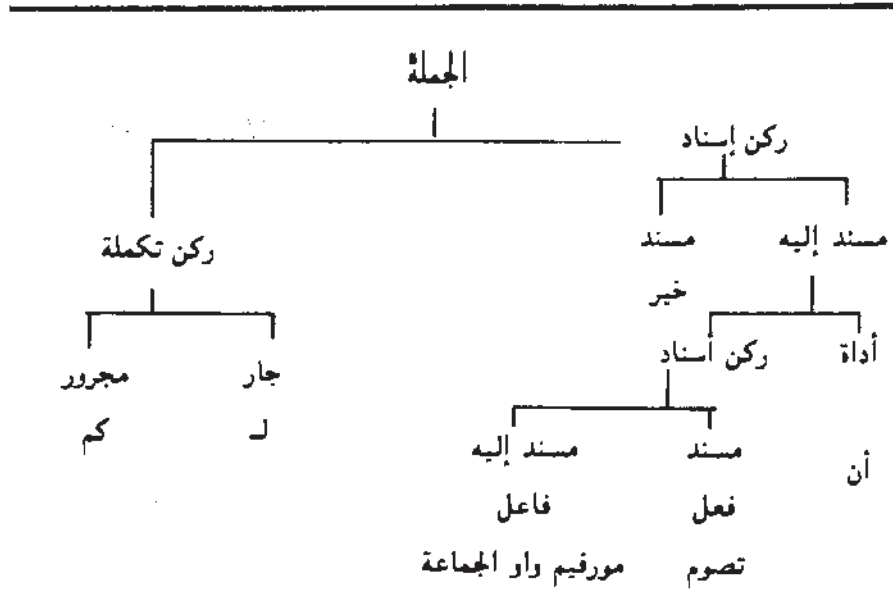 الجملة
ركن إسناد
مسند إليه مسند
ركن تكملة
خير
أداة ركن أسناد
جار مجرور
لـ كم
مسند مسند إليه
أن
فعل فاعل
تصوم مورفيم واو الجماعة